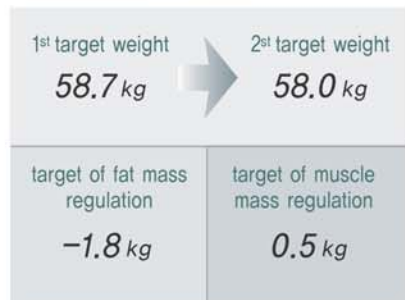 1st target weight
58.7 kg
2st target weight
58.0 kg
target of fat mass
regulation
-1.8 kg
target of muscle
mass regulation
0.5 kg